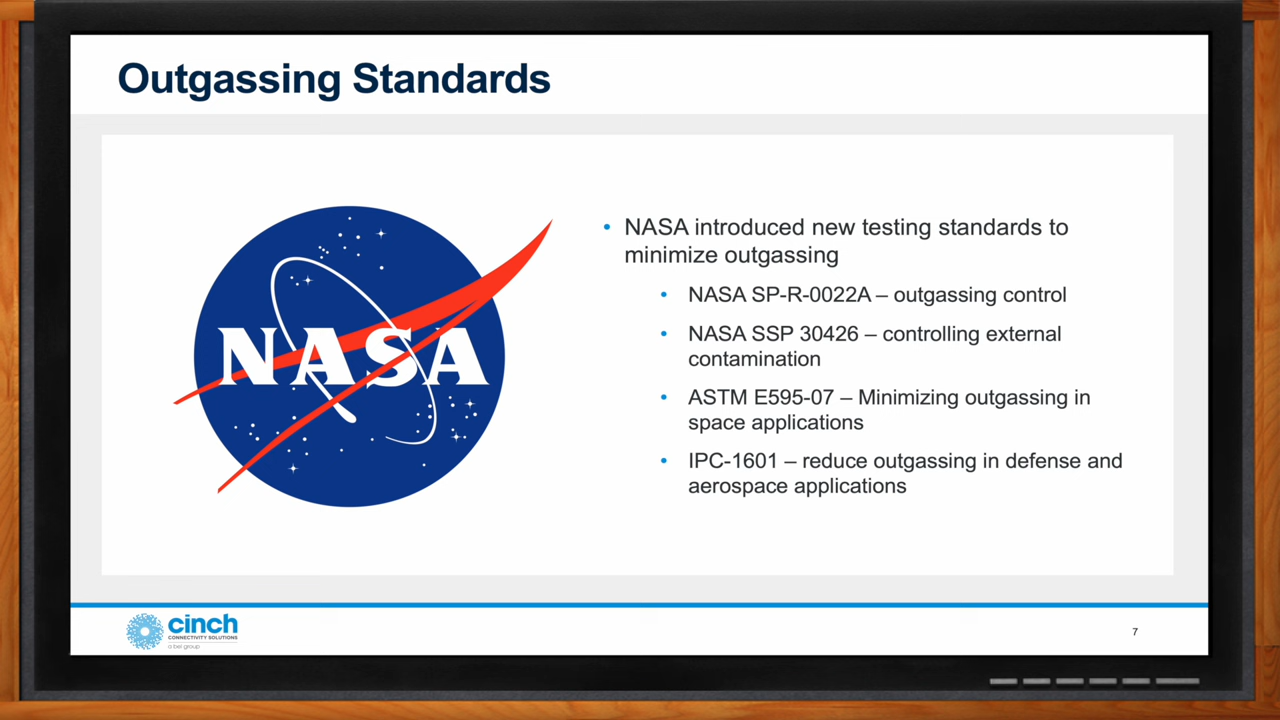 Outgassing Standards
NASA
• NASA introduced new testing standards to
minimize outgassing
• NASA SP-R-0022A – outgassing control
• NASA SSP 30426 – controlling external
contamination
• ASTM E595-07 – Minimizing outgassing in
space applications
• IPC-1601 – reduce outgassing in defense and
aerospace applications
cinch
CONNECTIVITY SOLUTIONS
a bel group
7